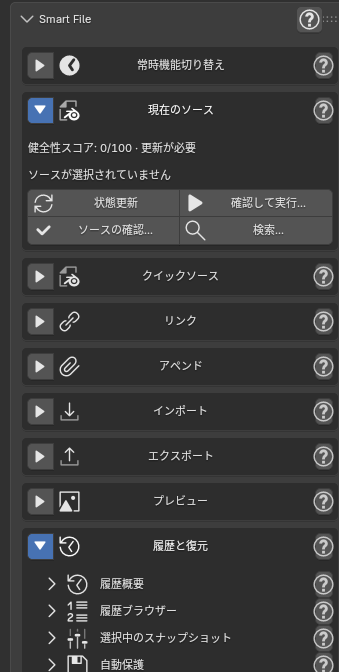 Smart File
常時機能切り替え
現在のソース
健全性スコア: 0/100 · 更新が必要
ソースが選択されていません
状態更新
確認して実行...
ソースの確認...
検索...
クイックソース
リンク
アペンド
インポート
エクスポート
プレビュー
履歴と復元
履歴概要
履歴ブラウザー
選択中のスナップショット
自動保護